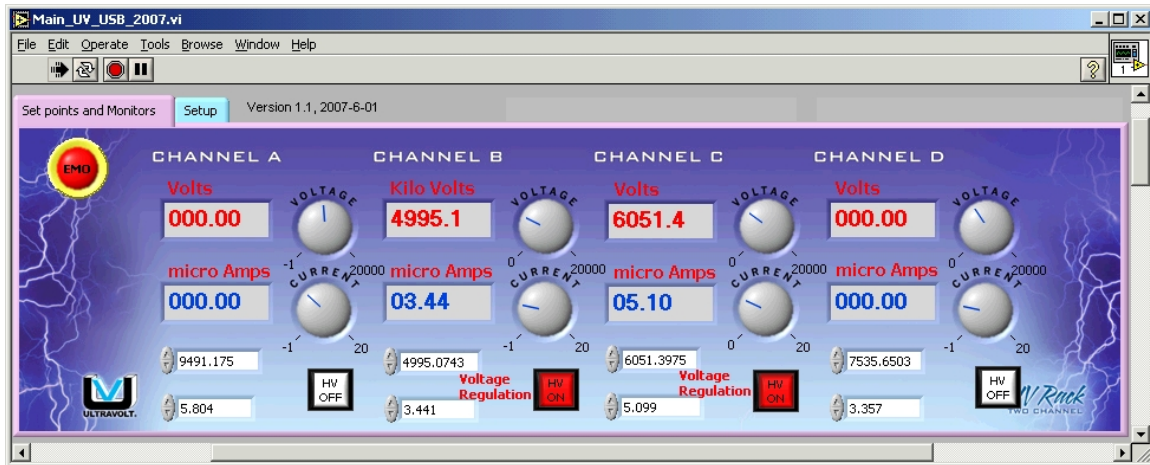 Main_UV_USB_2007.vi
File Edit Operate Tools Browse Window Help
1
Set points and Monitors Setup Version 1.1, 2007-6-01
EMO
CHANNEL A CHANNEL B CHANNEL C CHANNEL D
Volts VOLTAGE Kilo Volts VOLTAGE Volts VOLTAGE Volts VOLTAGE
000.00 4995.1 6051.4 000.00
-1 20000 0 20000 0 20000 0 20000
micro Amps CURRENT micro Amps CURRENT micro Amps CURRENT micro Amps CURRENT
000.00 03.44 05.10 000.00
-1 20 -1 20 0 20 -1 20
9491.175 4995.0743 6051.3975 7535.6503
HV OFF Voltage Regulation HV ON Voltage Regulation HV ON HV OFF
5.804 3.441 5.099 3.357
ULTRAVOLT. Rack
TWO CHANNEL